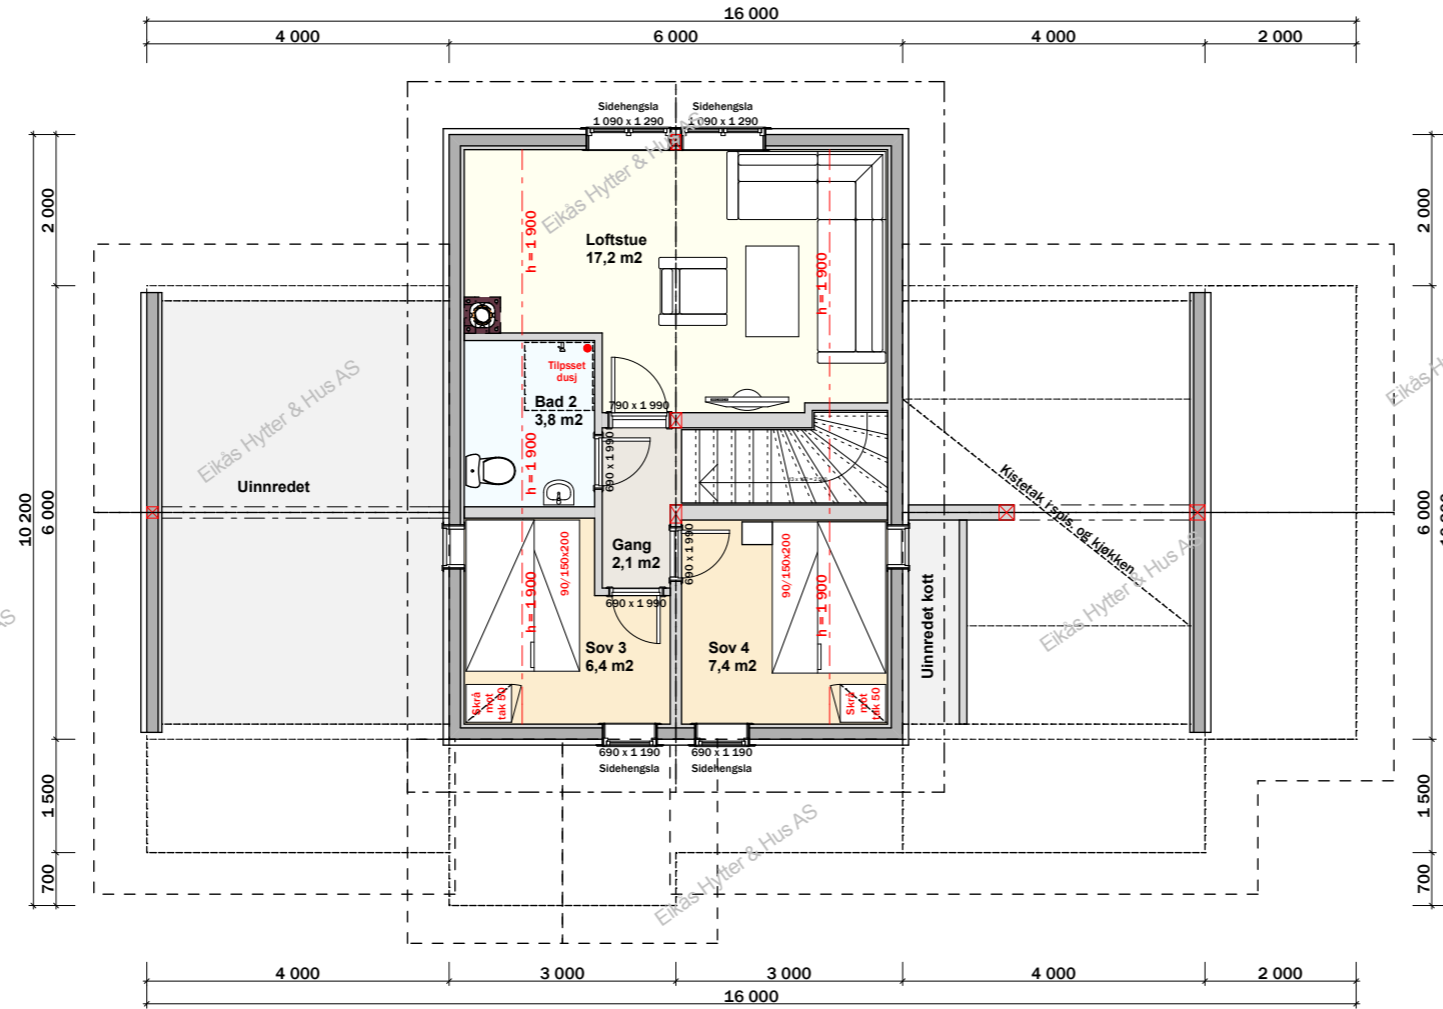 16 000
4 000
6 000
4 000
2 000
Sidehengsla
1 090 x 1 290
Sidehengsla
1 090 x 1 290
Eikås Hytter & Hus AS
2 000
2 000
h = 1 900
Loftstue
17,2 m2
h = 1 900
Tilpsset
dusj
Bad 2
3,8 m2
790 x 1 990
690 x 1 990
h = 1 900
Eikås Hytter & Hus AS
Eikås H
Uinnredet
10 200
6 000
Kistetak i spis. og kjøkken
6 000
Gang
2,1 m2
690 x 1 990
690 x 1 990
90/150x200
h = 1 900
90/150x200
h = 1 900
Uinnredet kott
Eikås Hytter & Hus AS
AS
Sov 3
6,4 m2
Sov 4
7,4 m2
Skrå
mot
tak 50
Skrå
mot
tak 50
690 x 1 190
Sidehengsla
690 x 1 190
Sidehengsla
1 500
1 500
Eikås Hytter & Hus AS
700
700
4 000
3 000
3 000
4 000
2 000
16 000